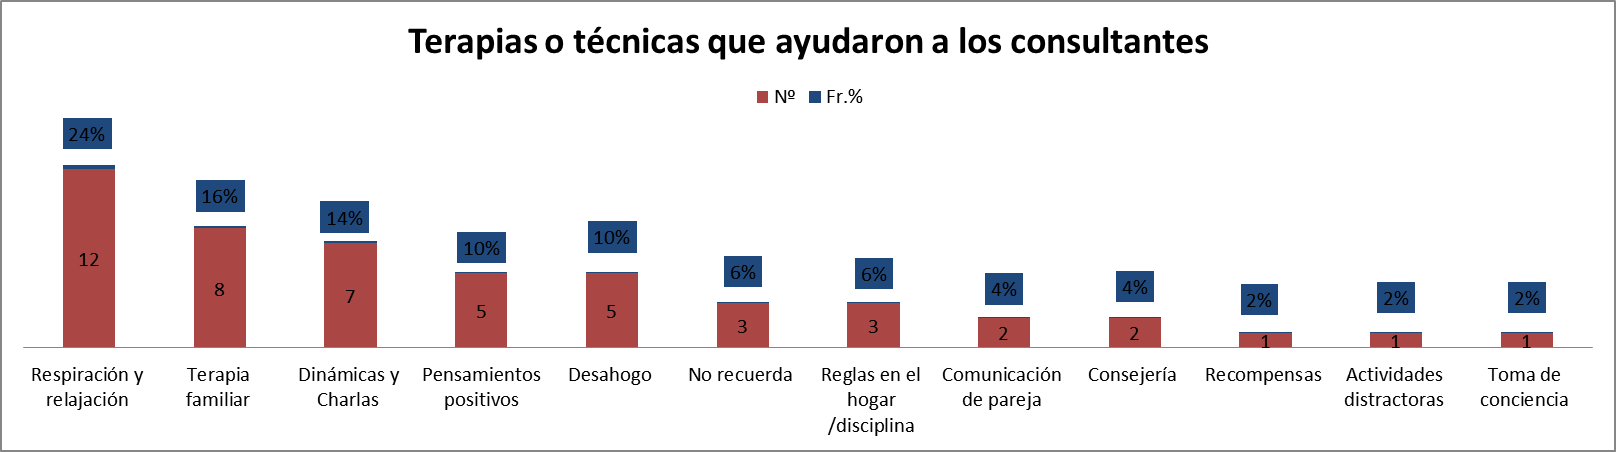 Terapias o técnicas que ayudaron a los consultantes
Nº Fr.%
24% 16% 14% 10% 10% 6% 6% 4% 4% 2% 2% 2%
12 8 7 5 5 3 3 2 2 1 1 1
Respiración y relajación
Terapia familiar
Dinámicas y Charlas
Pensamientos positivos
Desahogo
No recuerda
Reglas en el hogar /disciplina
Comunicación de pareja
Consejería
Recompensas
Actividades distractoras
Toma de conciencia